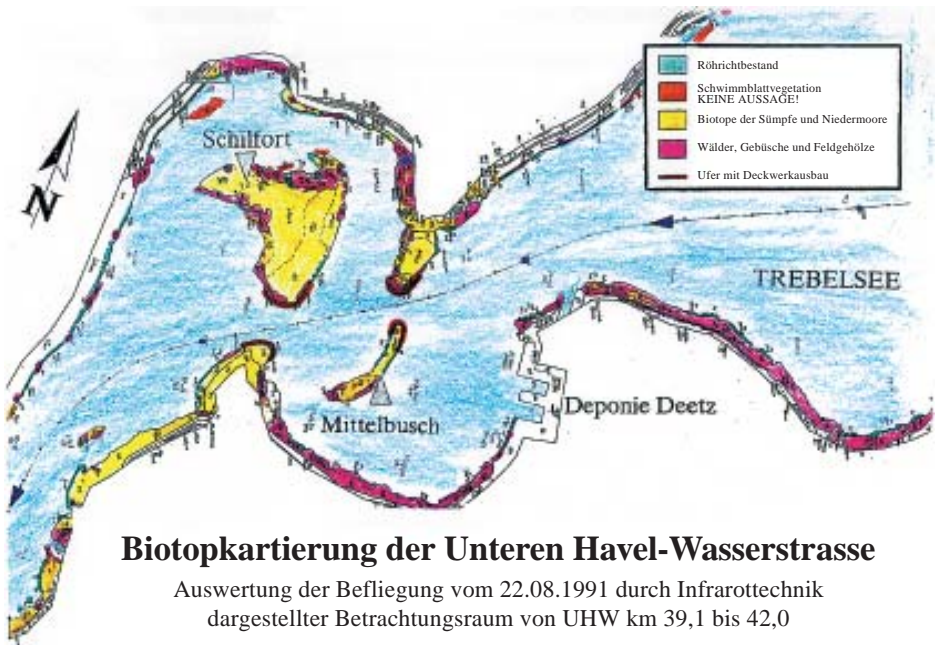 Röhrichtbestand
Schwimmblattvegetation
KEINE AUSSAGE!
Biotope der Sümpfe und Niedermoore
Wälder, Gebüsche und Feldgehölze
Ufer mit Deckwerkausbau
Schilfort
N
TREBELSEE
Deponie Deetz
Mittelbusch
Biotopkartierung der Unteren Havel-Wasserstrasse
Auswertung der Befliegung vom 22.08.1991 durch Infrarottechnik
dargestellter Betrachtungsraum von UHW km 39,1 bis 42,0